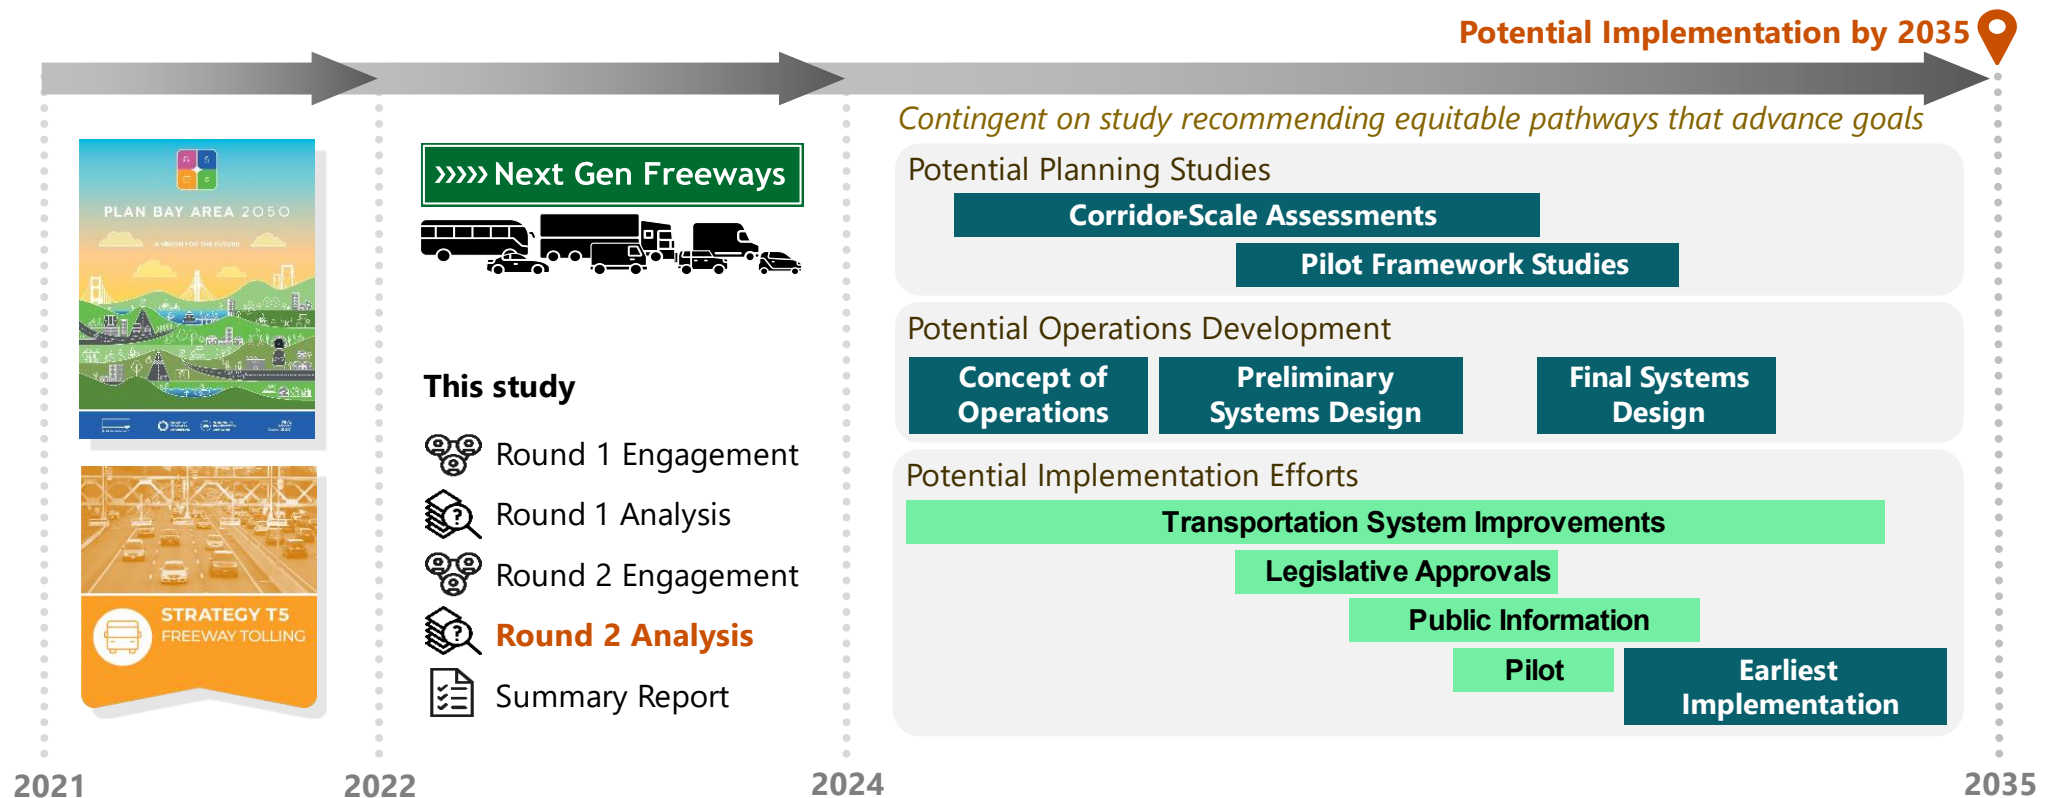 Potential Implementation by 2035
Contingent on study recommending equitable pathways that advance goals
PLAN BAY AREA 2050
A VISION FOR THE FUTURE
STRATEGY T5
FREEWAY TOLLING
››››› Next Gen Freeways
This study
Round 1 Engagement
Round 1 Analysis
Round 2 Engagement
Round 2 Analysis
Summary Report
Potential Planning Studies
Corridor-Scale Assessments
Pilot Framework Studies
Potential Operations Development
Concept of
Operations
Preliminary
Systems Design
Final Systems
Design
Potential Implementation Efforts
Transportation System Improvements
Legislative Approvals
Public Information
Pilot
Earliest
Implementation
2021
2022
2024
2035